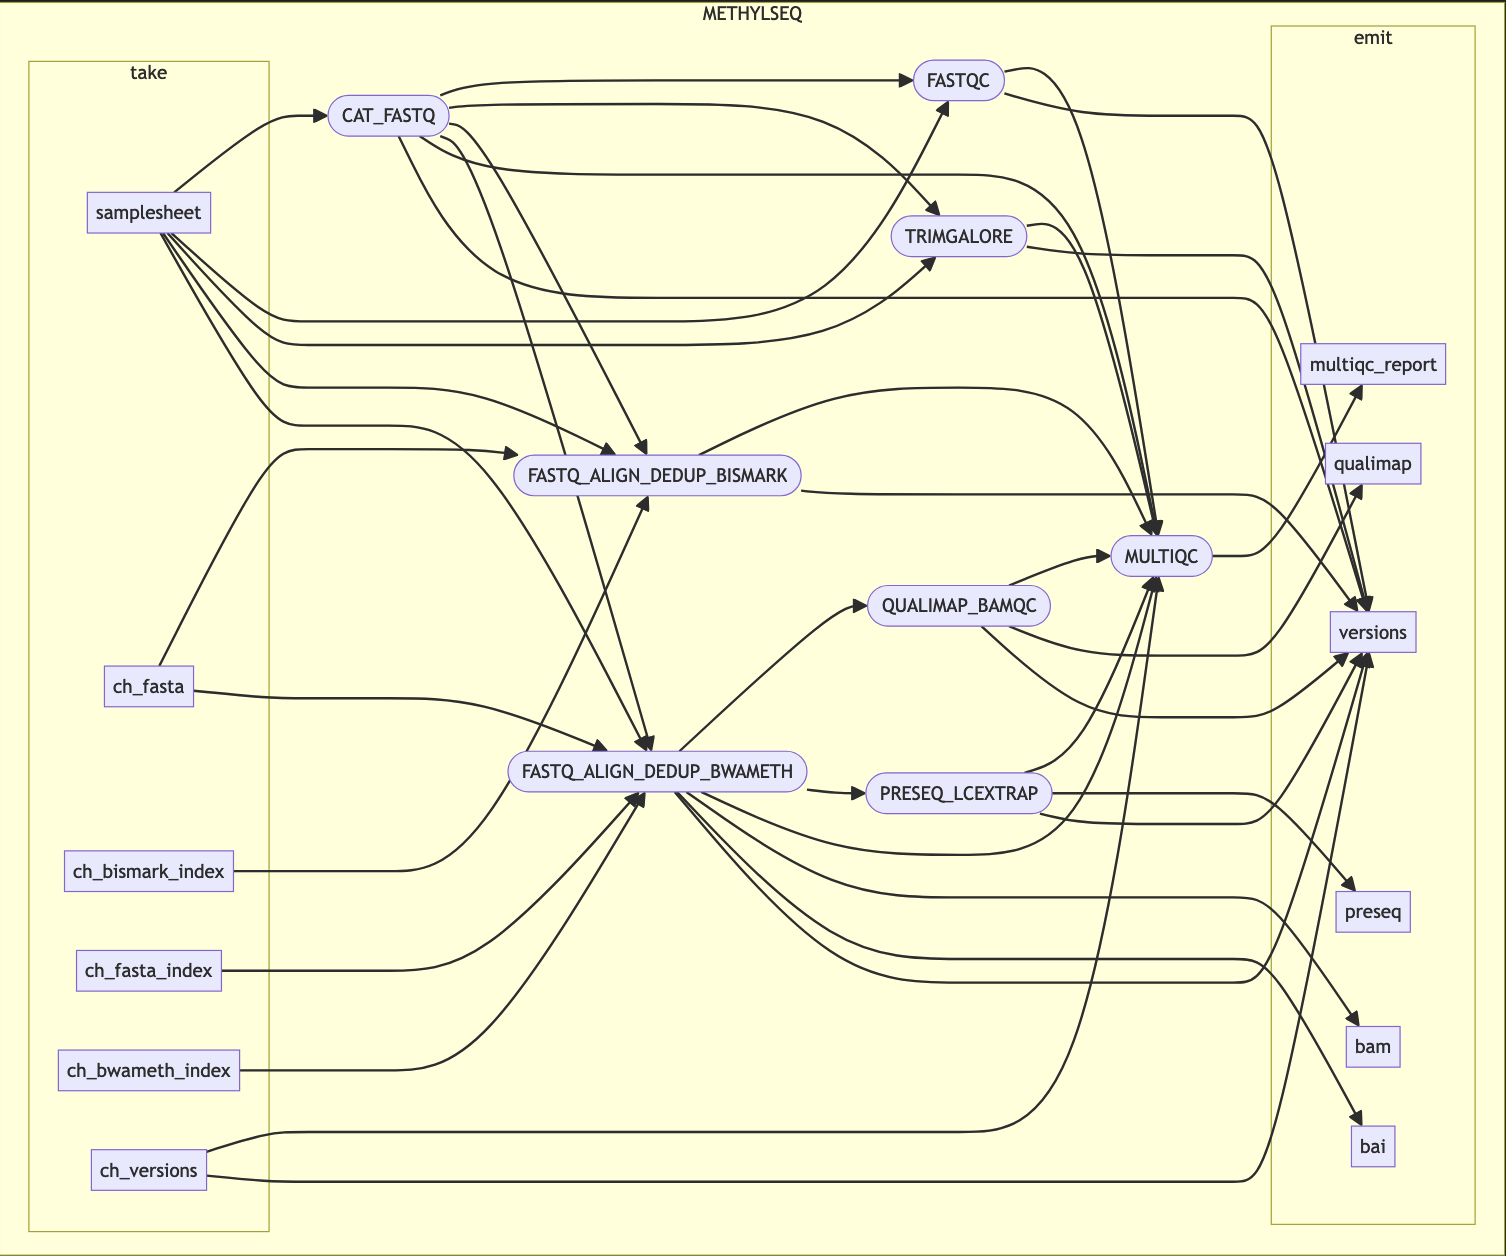 METHYLSEQ
take
emit
samplesheet
ch_fasta
ch_bismark_index
ch_fasta_index
ch_bwameth_index
ch_versions
CAT_FASTQ
FASTQC
TRIMGALORE
FASTQ_ALIGN_DEDUP_BISMARK
MULTIQC
QUALIMAP_BAMQC
FASTQ_ALIGN_DEDUP_BWAMETH
PRESEQ_LCEXTRAP
multiqc_report
qualimap
versions
preseq
bam
bai